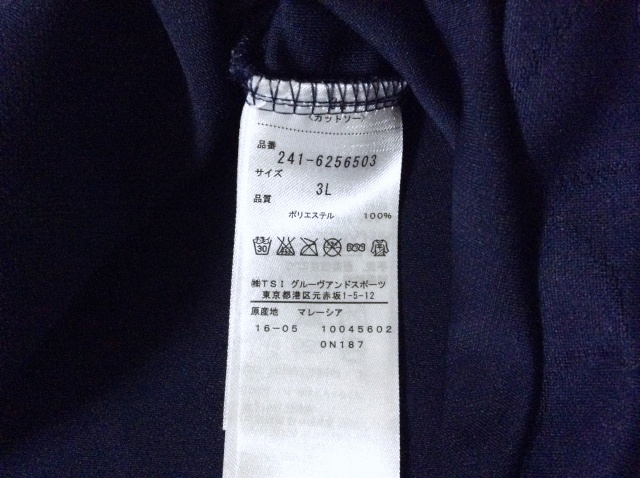 〈カットソー〉
品番
241-6256503
サイズ
3L
品質
ポリエステル 100%
30
㈱TSI グルーヴアンドスポーツ
東京都港区元赤坂1-5-12
原産地 マレーシア
16-05 10045602
0N187